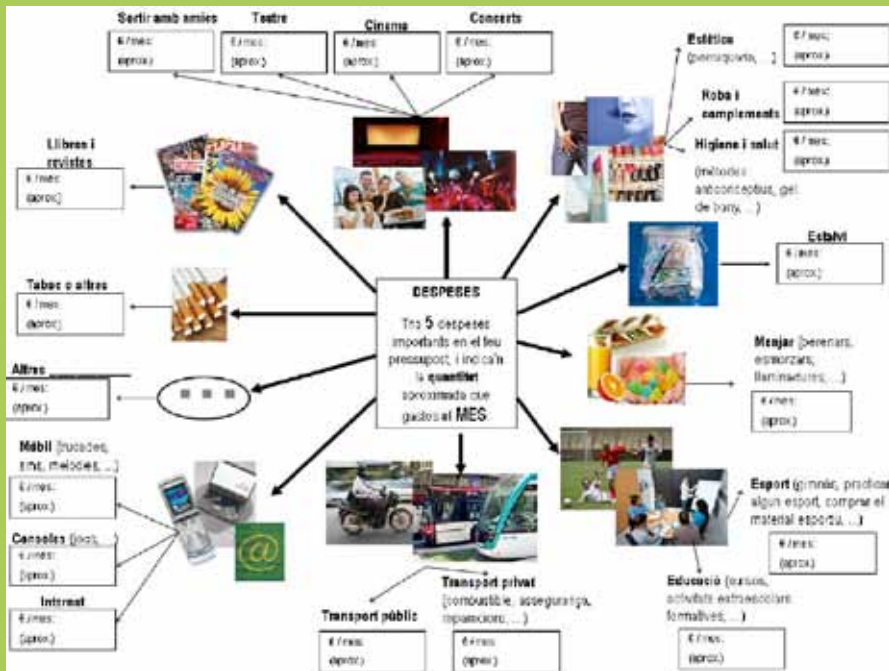 Sortir amb amics
€ / mes:
(aprox.)
Teatre
€ / mes:
(aprox.)
Cinema
€ / mes:
(aprox.)
Concerts
€ / mes:
(aprox.)
Estètica
(perruqueria, ...)
€ / mes:
(aprox.)
Roba i
complements
€ / mes:
(aprox.)
Higiene i salut
(mètodes
anticonceptius, gel
de bany, ...)
€ / mes:
(aprox.)
Llibres i
revistes
€ / mes:
(aprox.)
Estalvi
€ / mes:
(aprox.)
Tabac o altres
€ / mes:
(aprox.)
DESPESES
Tria 5 despeses
importants en el teu
pressupost, i indica'n
la quantitat
aproximada que
gastes al MES
Menjar (berenars,
esmorzars,
llaminadures, ...)
€ / mes:
(aprox.)
Altres
€ / mes:
(aprox.)
Mòbil (trucades,
sms, melodies, ...)
€ / mes:
(aprox.)
Consoles (jocs, ...)
€ / mes:
(aprox.)
Internet
€ / mes:
(aprox.)
@
Transport públic
€ / mes:
(aprox.)
Transport privat
(combustible, assegurança,
reparacions, ...)
€ / mes:
(aprox.)
Esport (gimnàs, practicar
algun esport, comprar el
material esportiu, ...)
€ / mes:
(aprox.)
Educació (cursos,
activitats extraescolars
formatives, ...)
€ / mes:
(aprox.)